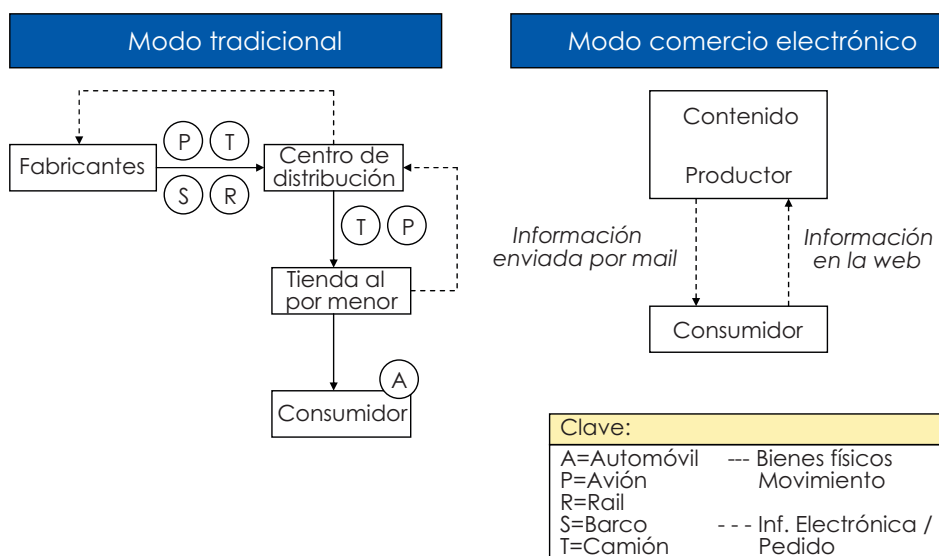 Modo tradicional
Fabricantes
P
T
S
R
Centro de
distribución
T
P
Tienda al
por menor
A
Consumidor
Modo comercio electrónico
Contenido
Productor
Información
enviada por mail
Información
en la web
Consumidor
Clave:
A=Automóvil --- Bienes físicos
P=Avión Movimiento
R=Rail
S=Barco - - - Inf. Electrónica /
T=Camión Pedido